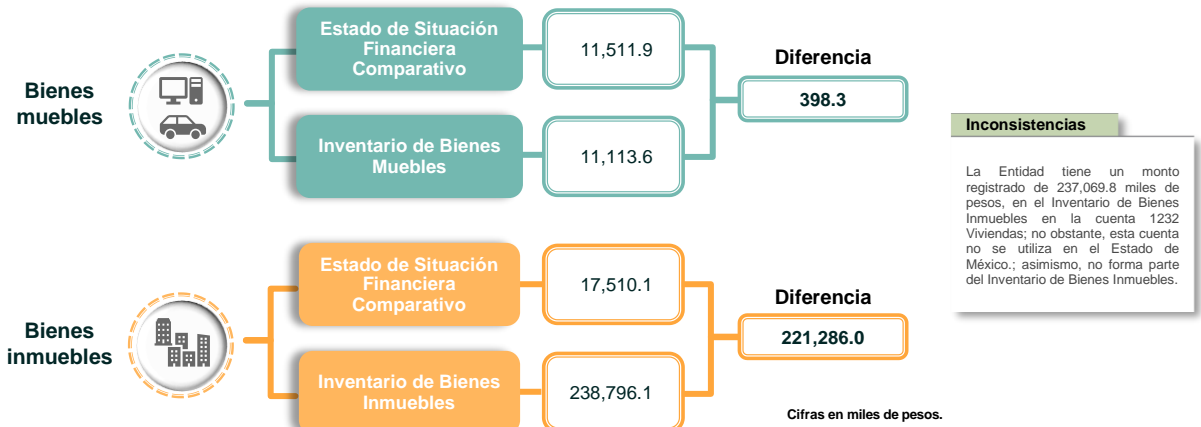 Bienes
muebles
Estado de Situación
Financiera
Comparativo
11,511.9
Inventario de Bienes
Muebles
11,113.6
Diferencia
398.3
Inconsistencias
La Entidad tiene un monto
registrado de 237,069.8 miles de
pesos, en el Inventario de Bienes
Inmuebles en la cuenta 1232
Viviendas; no obstante, esta cuenta
no se utiliza en el Estado de
México.; asimismo, no forma parte
del Inventario de Bienes Inmuebles.
Bienes
inmuebles
Estado de Situación
Financiera
Comparativo
17,510.1
Inventario de Bienes
Inmuebles
238,796.1
Diferencia
221,286.0
Cifras en miles de pesos.